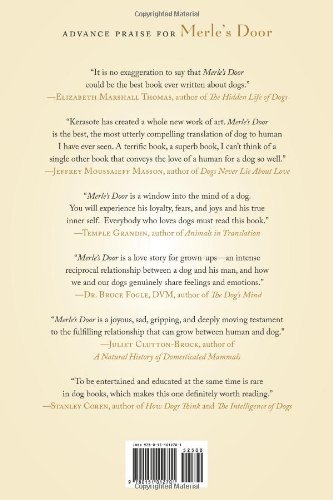 Copyrighted Material
ADVANCE PRAISE FOR Merle's Door
"It is no exaggeration to say that Merle's Door
could be the best book ever written about dogs."
—ELIZABETH MARSHALL THOMAS, author of The Hidden Life of Dogs
"Kerasote has created a whole new work of art. Merle's Door
is the best, the most utterly compelling translation of dog to human
I have ever seen. A terrific book, a superb book, I can't think of a
single other book that conveys the love of a human for a dog so well."
—JEFFREY MOUSSAIEFF MASSON, author of Dogs Never Lie About Love
"Merle's Door is a window into the mind of a dog.
You will experience his loyalty, fears, and joys and his true
inner self. Everybody who loves dogs must read this book."
—TEMPLE GRANDIN, author of Animals in Translation
"Merle's Door is a love story for grown-ups—an intense
reciprocal relationship between a dog and his man, and how
we and our dogs genuinely share feelings and emotions."
—DR. BRUCE FOGLE, DVM, author of The Dog's Mind
"Merle's Door is a joyous, sad, gripping, and deeply moving testament
to the fulfilling relationship that can grow between human and dog."
—JULIET CLUTTON-BROCK, author of
A Natural History of Domesticated Mammals
"To be entertained and educated at the same time is rare
in dog books, which makes this one definitely worth reading."
—STANLEY COREN, author of How Dogs Think and The Intelligence of Dogs
52500
9 780151 012701
Copyrighted Material